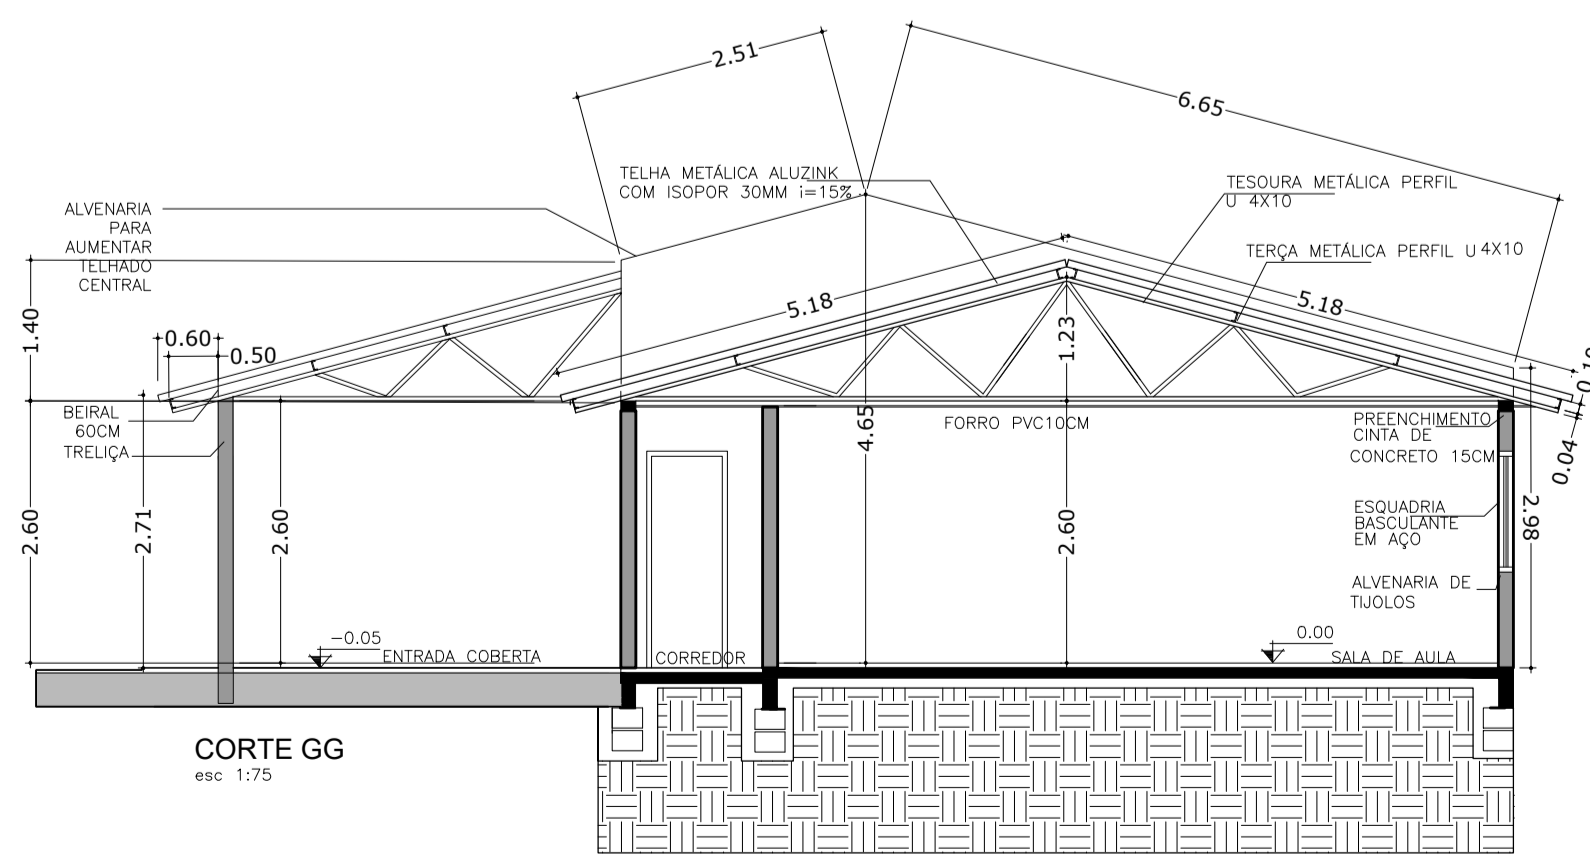 2.51
6.65
TELHA METÁLICA ALUZINK
COM ISOPOR 30MM i=15%
TESOURA METÁLICA PERFIL
U 4X10
ALVENARIA
PARA
AUMENTAR
TELHADO
CENTRAL
TERÇA METÁLICA PERFIL U 4X10
5.18
5.18
1.40
0.60
0.50
1.23
BEIRAL
60CM
TRELIÇA
4.65
FORRO PVC10CM
PREENCHIMENTO
CINTA DE
CONCRETO 15CM
0.04
2.60
2.71
2.60
2.60
2.98
ESQUADRIA
BASCULANTE
EM AÇO
ALVENARIA DE
TIJOLOS
-0.05
ENTRADA COBERTA
CORREDOR
0.00
SALA DE AULA
CORTE GG
esc 1:75